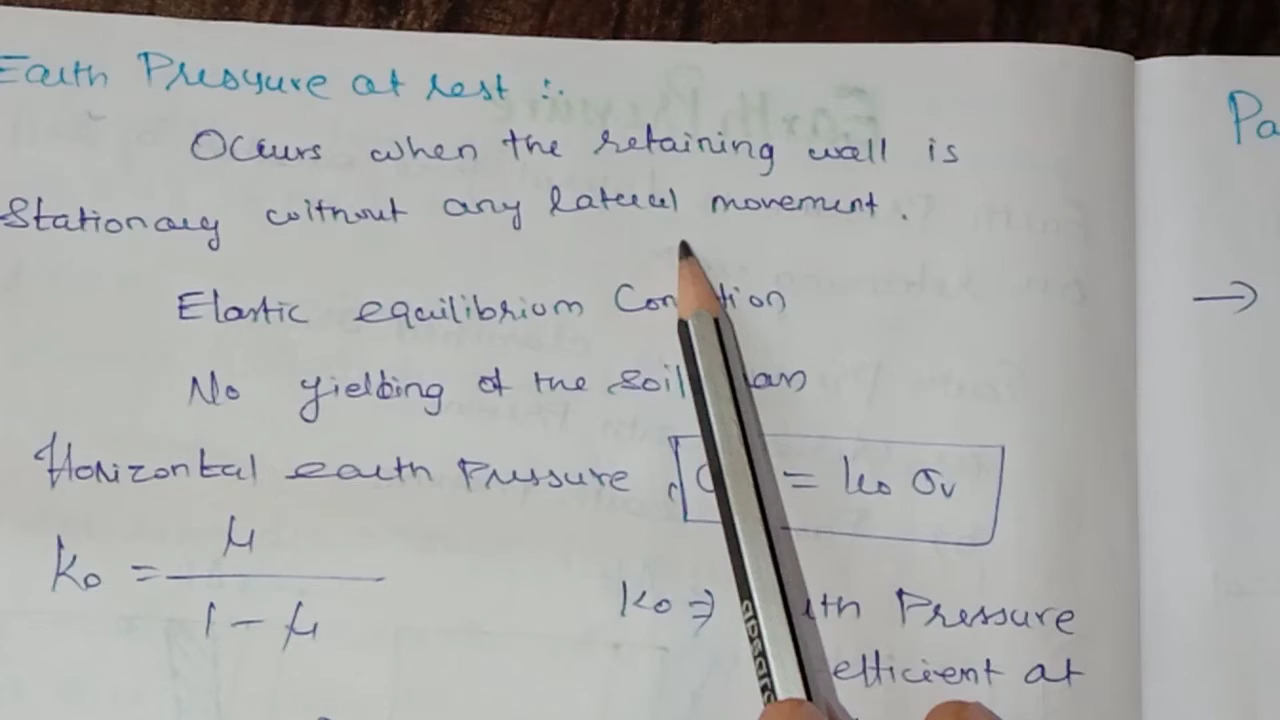 Earth Pressure at rest :-
Occurs when the retaining wall is
Stationary without any lateral movement.
Elastic equilibrium
No yielding of the soil
Horizontal earth Pressure, = k₀ σᵥ
k₀ = μ / 1 - μ
k₀ ⇒ Pressure
at
Pa
→
absara